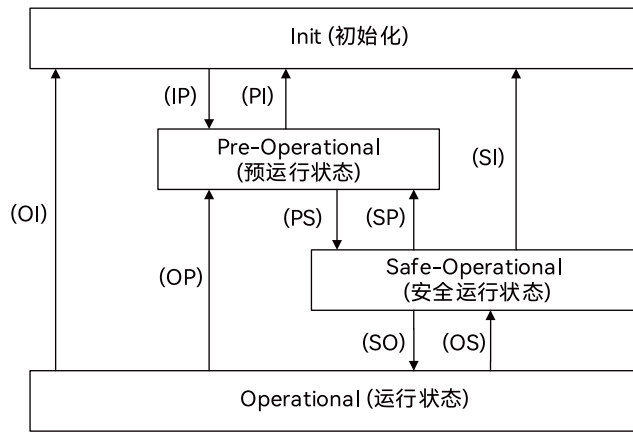 Init (初始化)
(IP)
(PI)
Pre-Operational
(预运行状态)
(SI)
(OI)
(PS)
(SP)
(OP)
Safe-Operational
(安全运行状态)
(SO)
(OS)
Operational (运行状态)